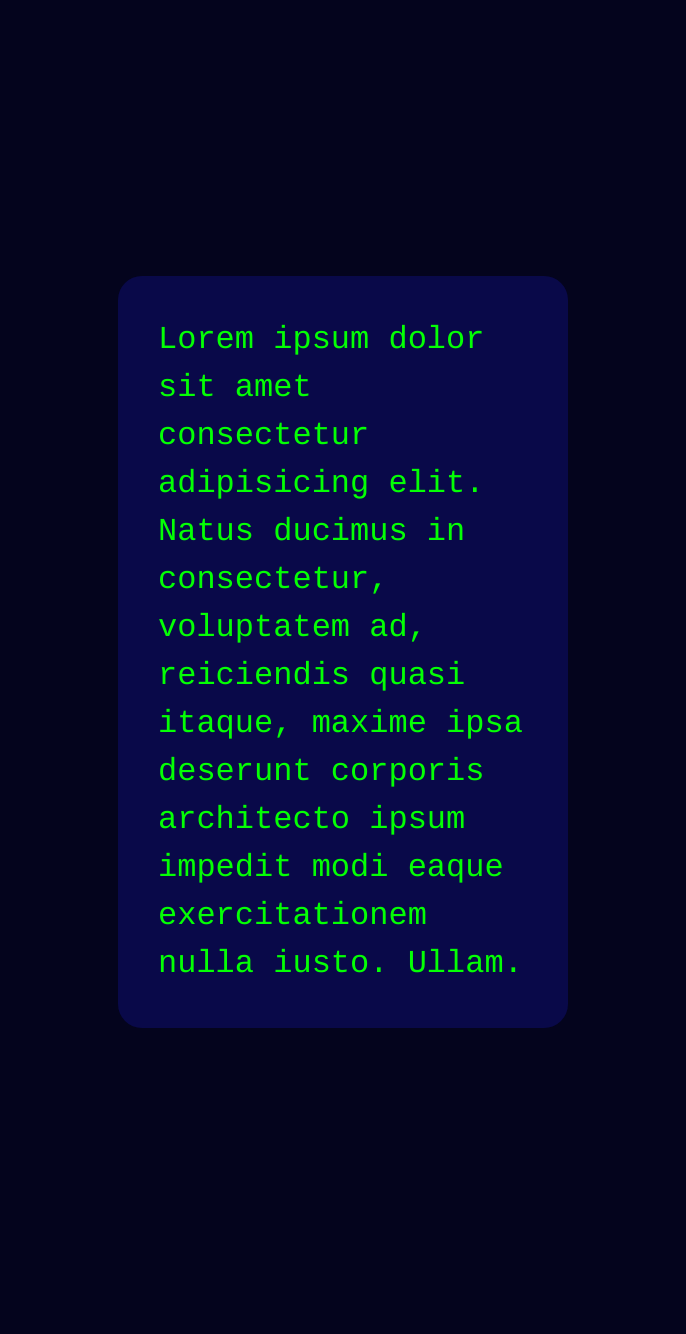 Lorem ipsum dolor
sit amet
consectetur
adipisicing elit.
Natus ducimus in
consectetur,
voluptatem ad,
reiciendis quasi
itaque, maxime ipsa
deserunt corporis
architecto ipsum
impedit modi eaque
exercitationem
nulla iusto. Ullam.